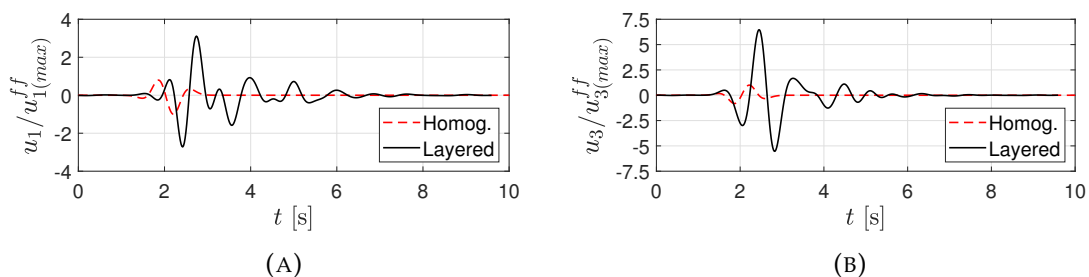 4
2
0
-2
-4
u_1/u_{1(max)}^{ff}
0 2 4 6 8 10
t [s]
Homog.
Layered
(A)
7.5
5
2.5
0
-2.5
-5
-7.5
u_3/u_{3(max)}^{ff}
0 2 4 6 8 10
t [s]
Homog.
Layered
(B)